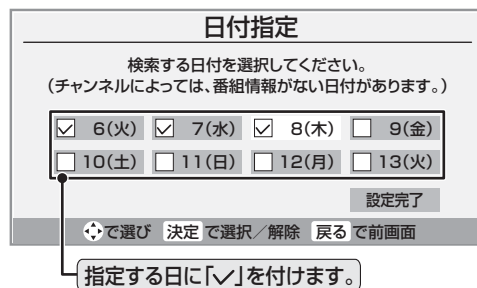 日付指定
検索する日付を選択してください。
（チャンネルによっては、番組情報がない日付があります。）
6(火) 7(水) 8(木) 9(金)
10(土) 11(日) 12(月) 13(火)
設定完了
で選び 決定 で選択／解除 戻る で前画面
指定する日に「✓」を付けます。